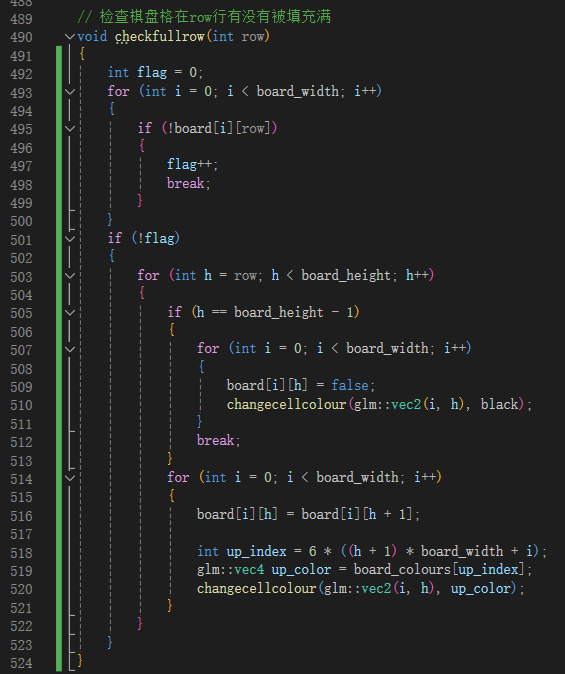 488
489 // 检查棋盘格在row行有没有被填充满
490 void checkfullrow(int row)
491 {
492 int flag = 0;
493 for (int i = 0; i < board_width; i++)
494 {
495 if (!board[i][row])
496 {
497 flag++;
498 break;
499 }
500 }
501 if (!flag)
502 {
503 for (int h = row; h < board_height; h++)
504 {
505 if (h == board_height - 1)
506 {
507 for (int i = 0; i < board_width; i++)
508 {
509 board[i][h] = false;
510 changecellcolour(glm::vec2(i, h), black);
511 }
512 break;
513 }
514 for (int i = 0; i < board_width; i++)
515 {
516 board[i][h] = board[i][h + 1];
517
518 int up_index = 6 * ((h + 1) * board_width + i);
519 glm::vec4 up_color = board_colours[up_index];
520 changecellcolour(glm::vec2(i, h), up_color);
521 }
522 }
523 }
524 }